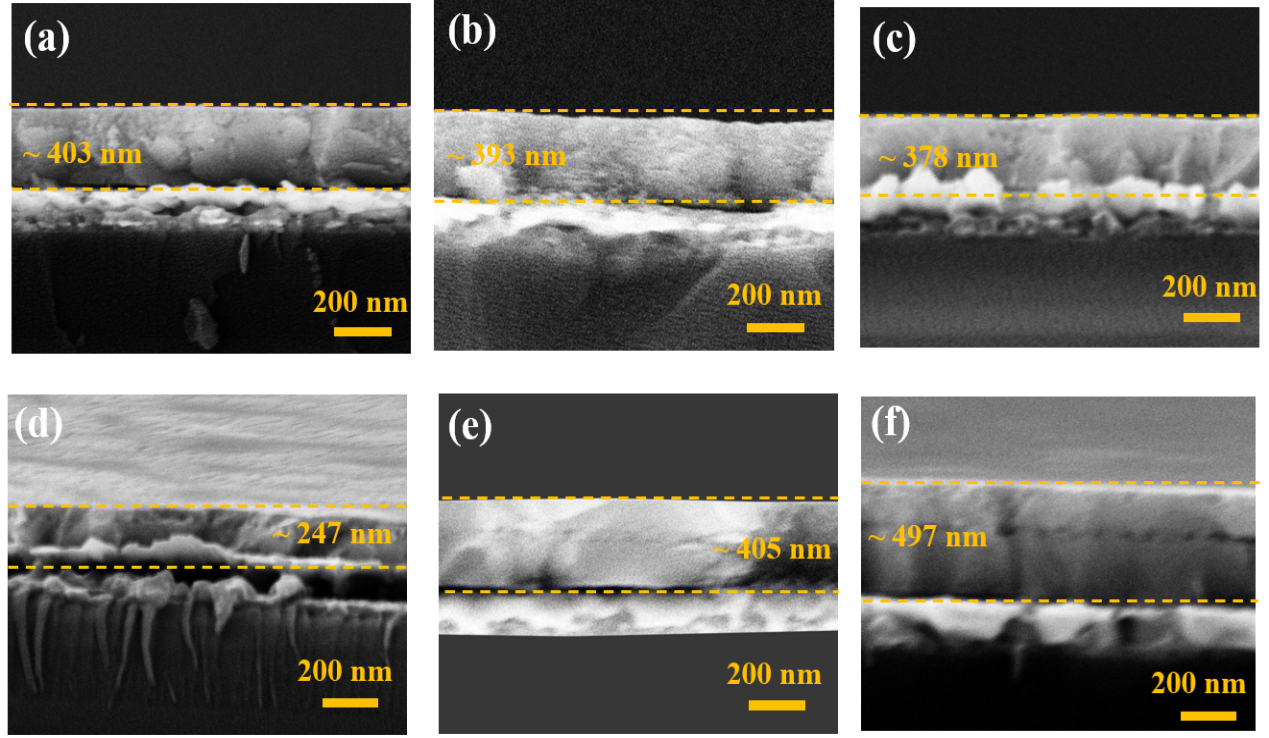 (a)
~ 403 nm
200 nm
(b)
~ 393 nm
200 nm
(c)
~ 378 nm
200 nm
(d)
~ 247 nm
200 nm
(e)
~ 405 nm
200 nm
(f)
~ 497 nm
200 nm